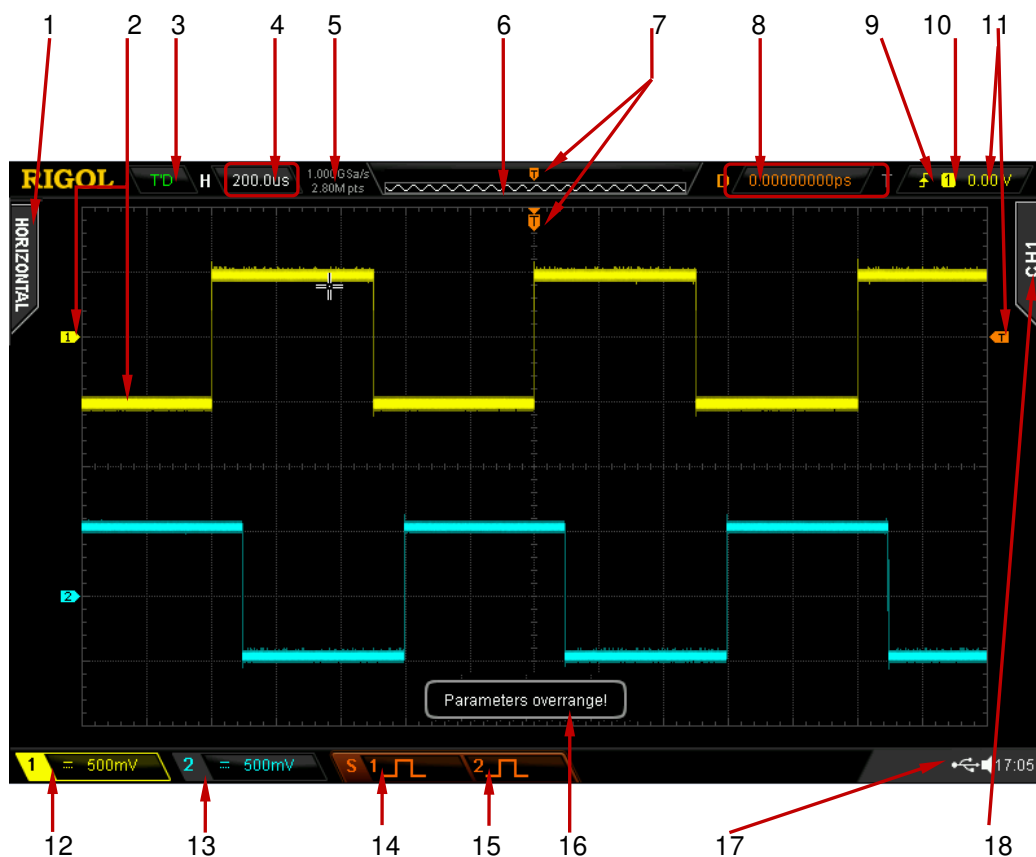 1 2 3 4 5 6 7 8 9 10 11
RIGOL T'D H 200.0us 1.000GSa/s D 0.00000000ps T 1 0.00 V
2.80M pts
T
T
HORIZONTAL
CH1
1
T
2
Parameters overrange!
1 500mV 2 500mV S 1 2 17:05
12 13 14 15 16 17 18